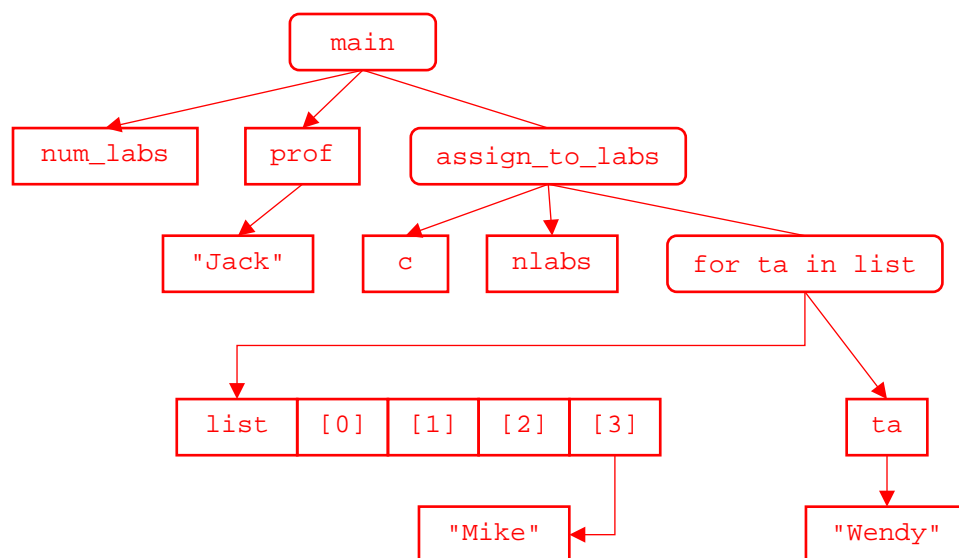 main
num_labs
prof
assign_to_labs
"Jack"
c
nlabs
for ta in list
list [0] [1] [2] [3]
ta
"Mike"
"Wendy"